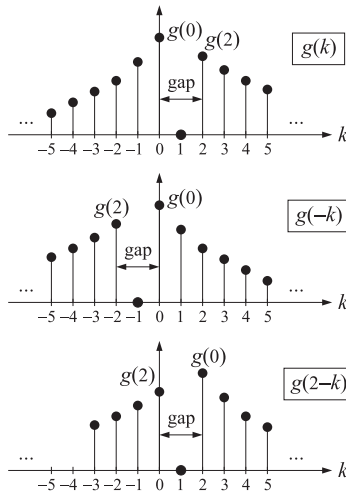 g(0)
g(2)
g(k)
gap
... ...
–5 –4 –3 –2 –1 0 1 2 3 4 5 k
g(0)
g(2)
g(–k)
gap
... ...
–5 –4 –3 –2 –1 0 1 2 3 4 5 k
g(0)
g(2)
g(2–k)
gap
... ...
–5 –4 –3 –2 –1 0 1 2 3 4 5 k